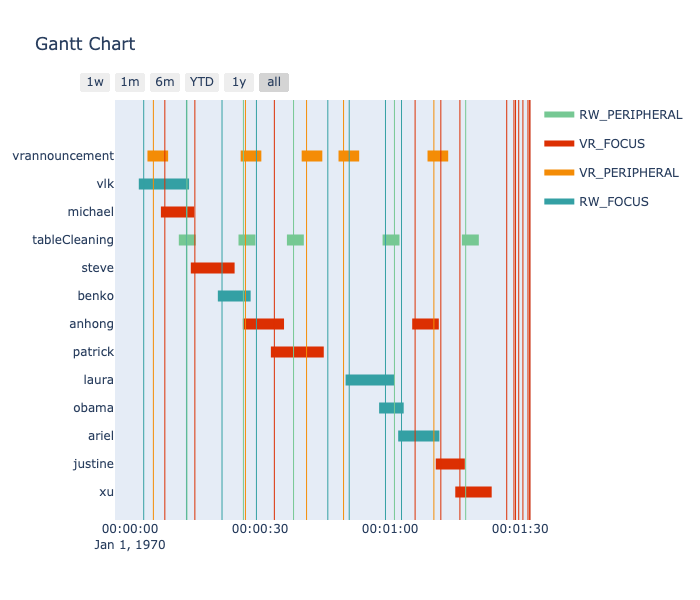 Gantt Chart
1w 1m 6m YTD 1y all
RW_PERIPHERAL
VR_FOCUS
VR_PERIPHERAL
RW_FOCUS
vrannouncement
vlk
michael
tableCleaning
steve
benko
anhong
patrick
laura
obama
ariel
justine
xu
00:00:00 00:00:30 00:01:00 00:01:30
Jan 1, 1970